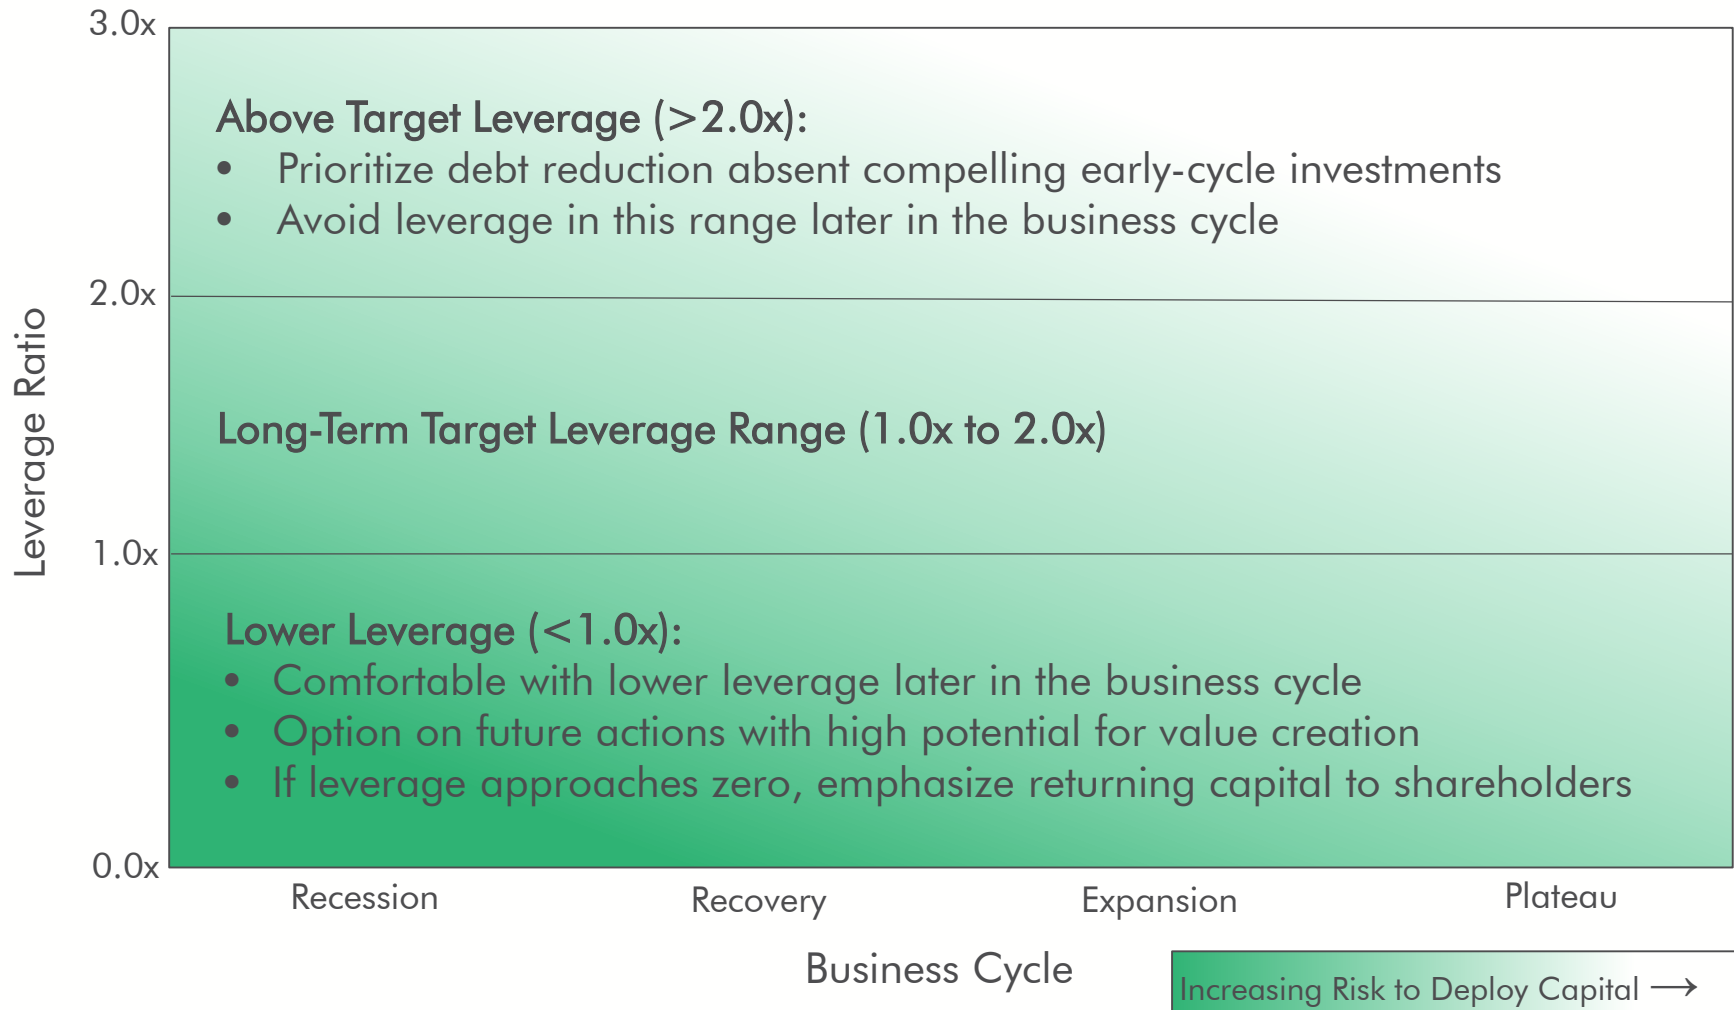 3.0x
Above Target Leverage (>2.0x):
• Prioritize debt reduction absent compelling early-cycle investments
• Avoid leverage in this range later in the business cycle
2.0x
Leverage Ratio
Long-Term Target Leverage Range (1.0x to 2.0x)
1.0x
Lower Leverage (<1.0x):
• Comfortable with lower leverage later in the business cycle
• Option on future actions with high potential for value creation
• If leverage approaches zero, emphasize returning capital to shareholders
0.0x
Recession Recovery Expansion Plateau
Business Cycle
Increasing Risk to Deploy Capital →